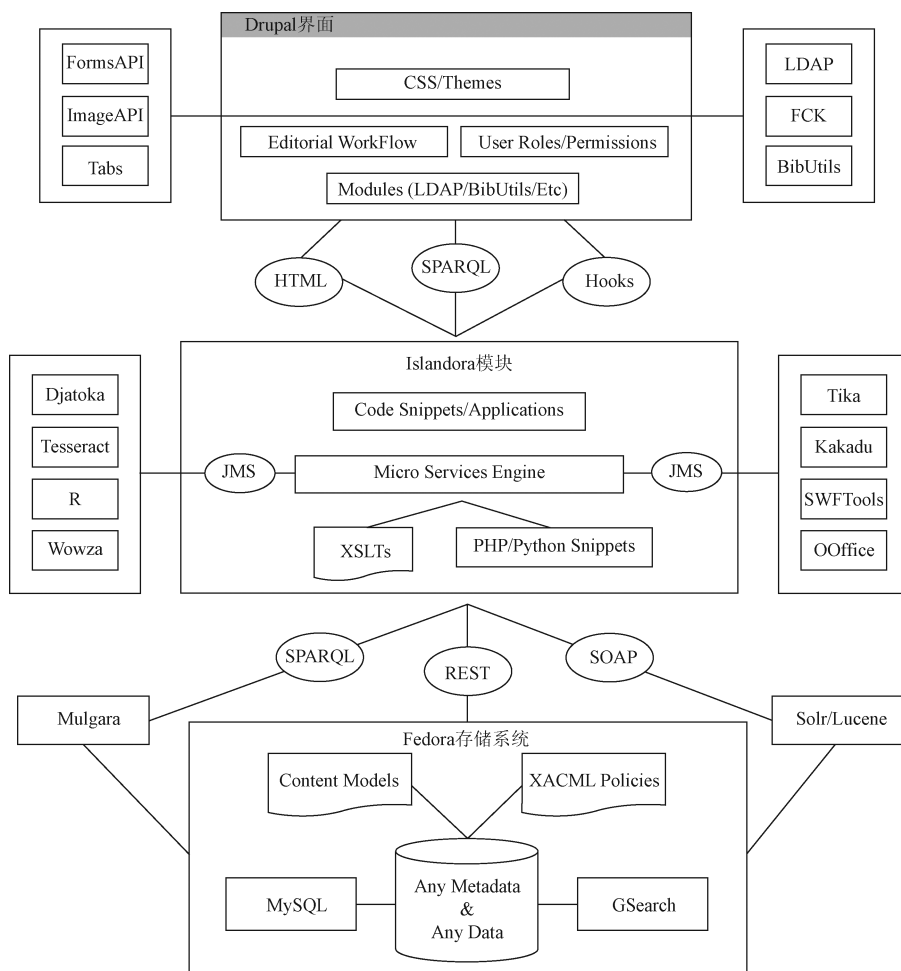 Drupal界面
FormsAPI
ImageAPI
Tabs
CSS/Themes
Editorial WorkFlow
User Roles/Permissions
Modules (LDAP/BibUtils/Etc)
LDAP
FCK
BibUtils
HTML
SPARQL
Hooks
Islandora模块
Djatoka
Tesseract
R
Wowza
Code Snippets/Applications
JMS
Micro Services Engine
JMS
XSLTs
PHP/Python Snippets
Tika
Kakadu
SWFTools
OOffice
SPARQL
REST
SOAP
Mulgara
Solr/Lucene
Fedora存储系统
Content Models
XACML Policies
MySQL
Any Metadata
&
Any Data
GSearch